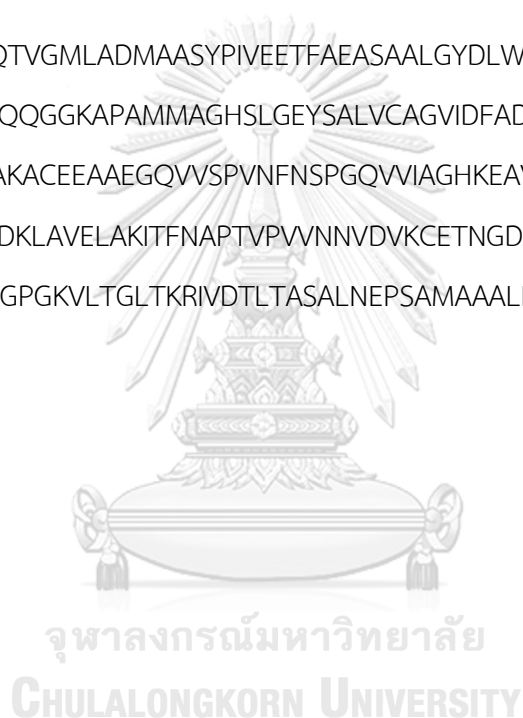 QTVGMLADMAASYPIVEETFAEASAALGYDLW
QQGGKAPAMMAGHSLGEYSALVCAGVIDFAD
AKACEEAAEGQVVSPVNFNSPGQVVIAGHKEAV
DKLAVELAKITFNAPTVPVVNNVDVKCETNGD
GPGKVLTGLTKRIVDTLTASALNEPSAMAAAL
จุฬาลงกรณ์มหาวิทยาลัย
CHULALONGKORN UNIVERSITY